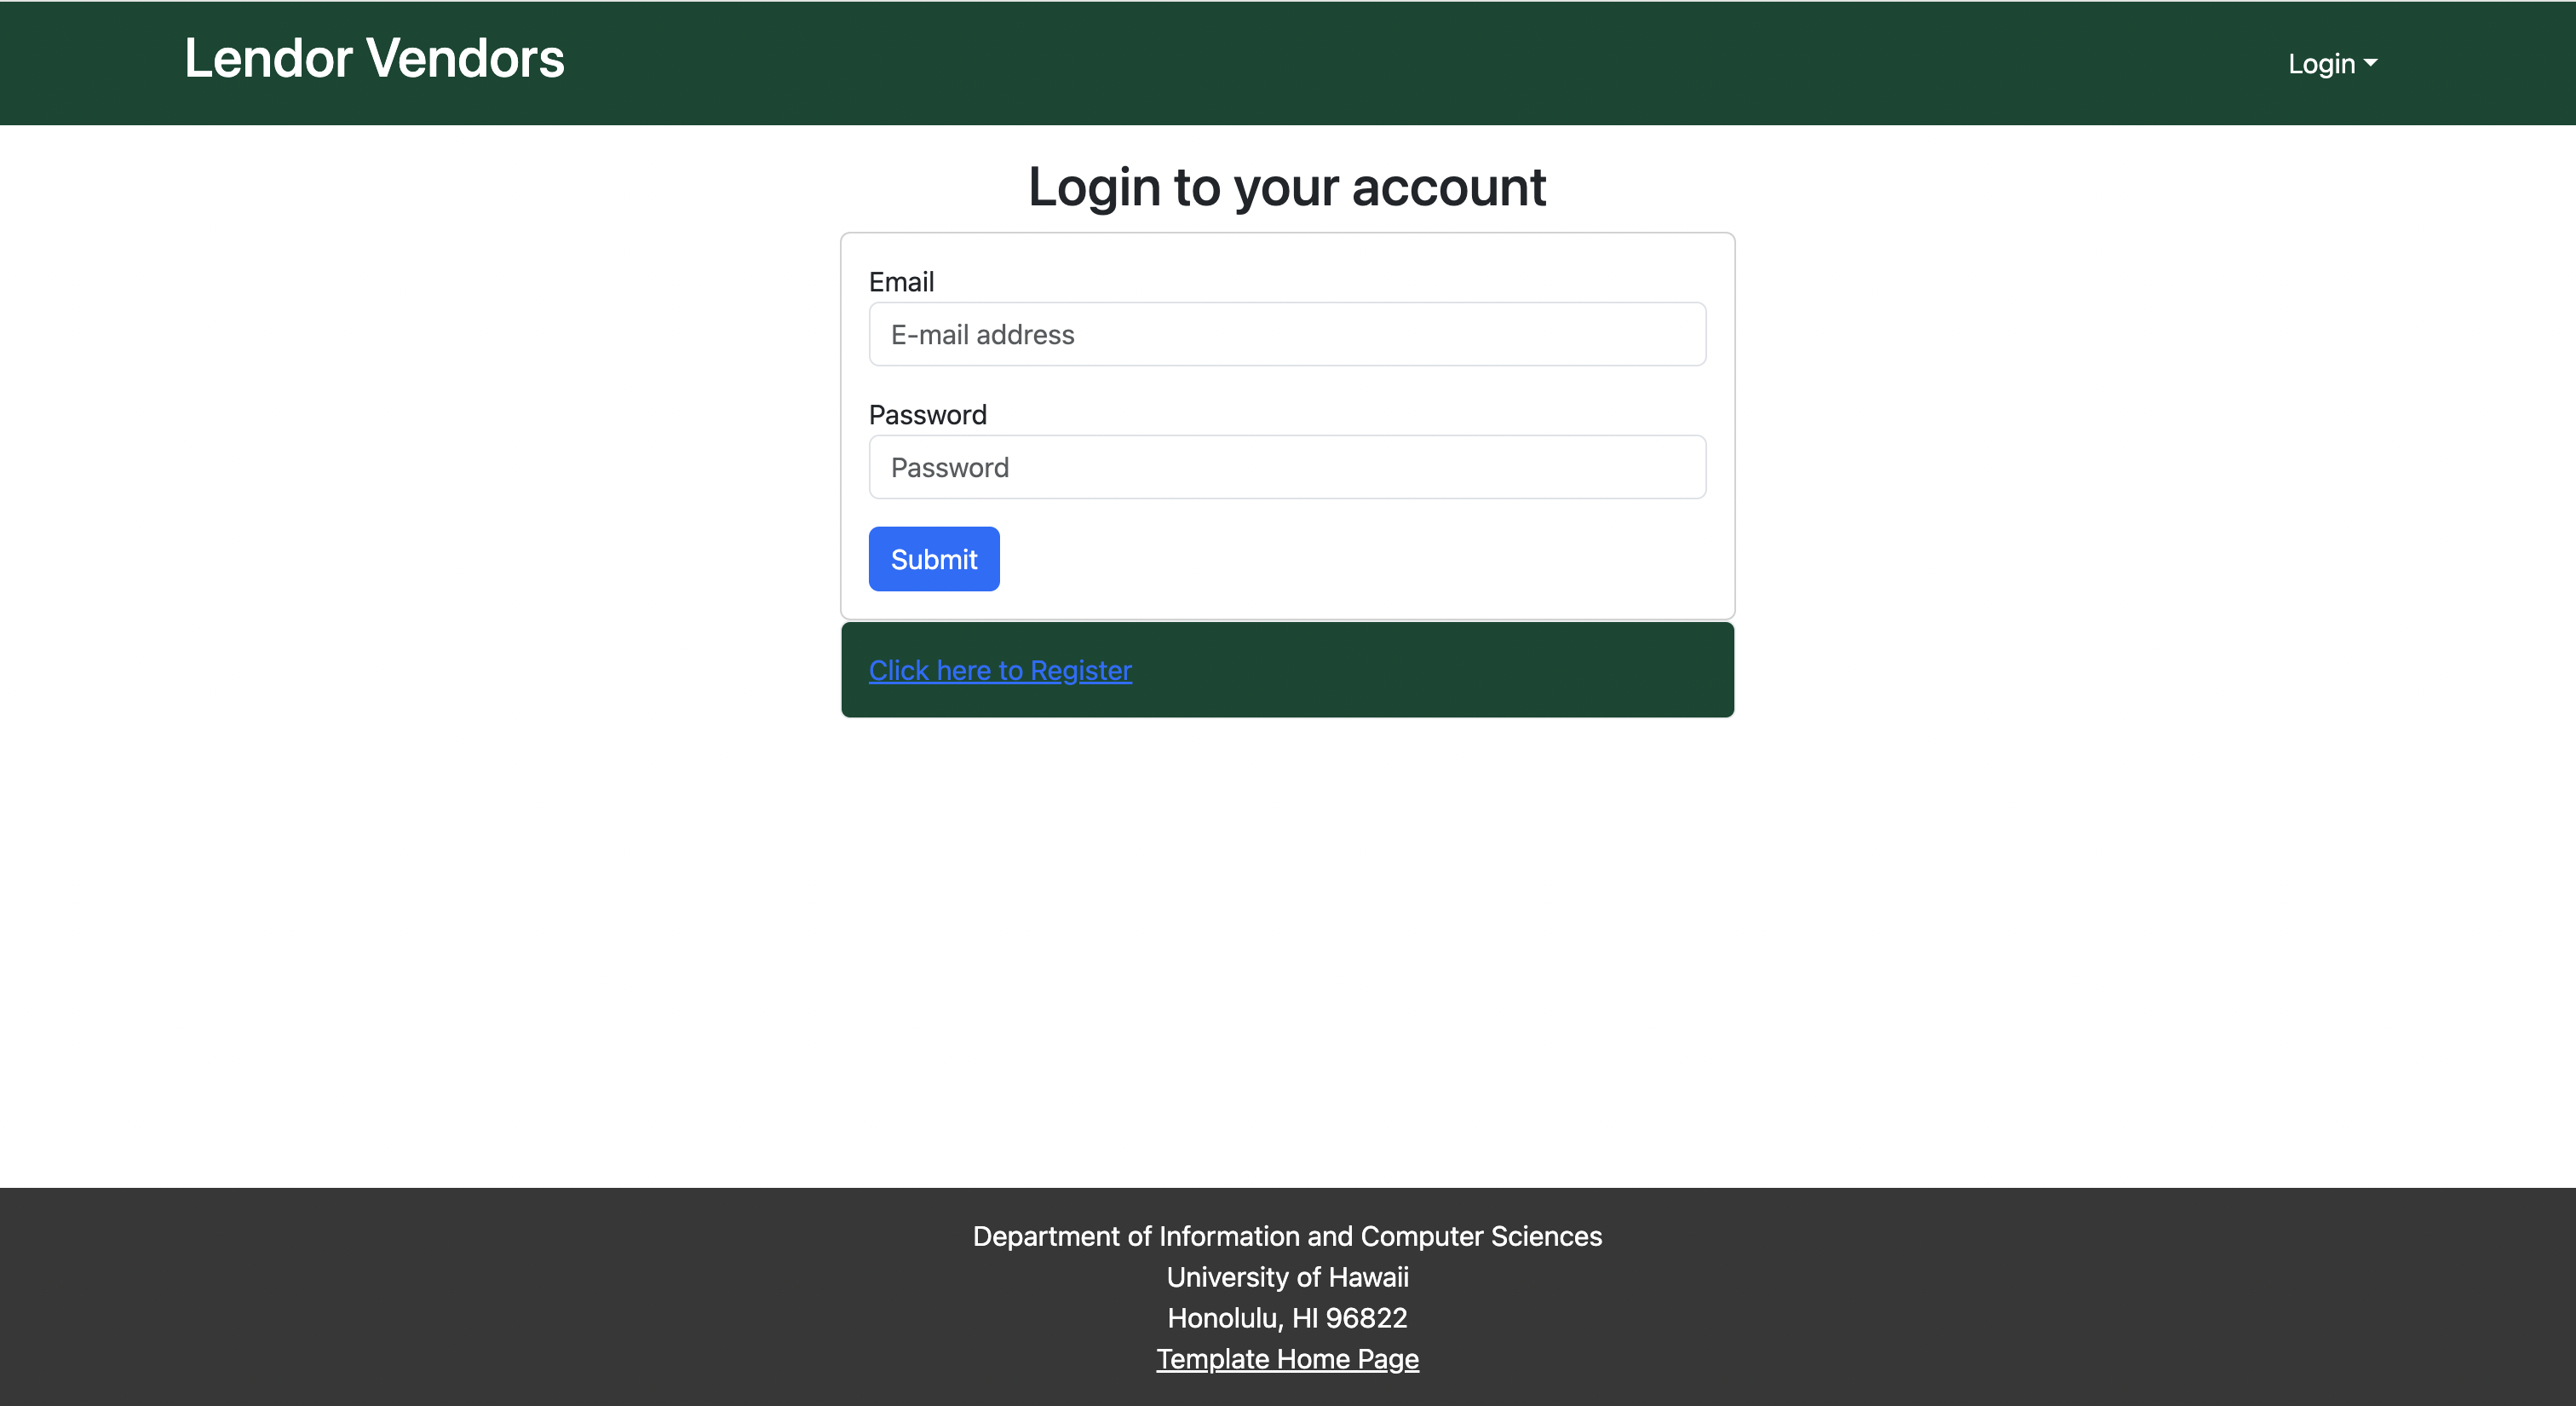 Lendor Vendors
Login
Login to your account
Email
E-mail address
Password
Password
Submit
Click here to Register
Department of Information and Computer Sciences
University of Hawaii
Honolulu, HI 96822
Template Home Page